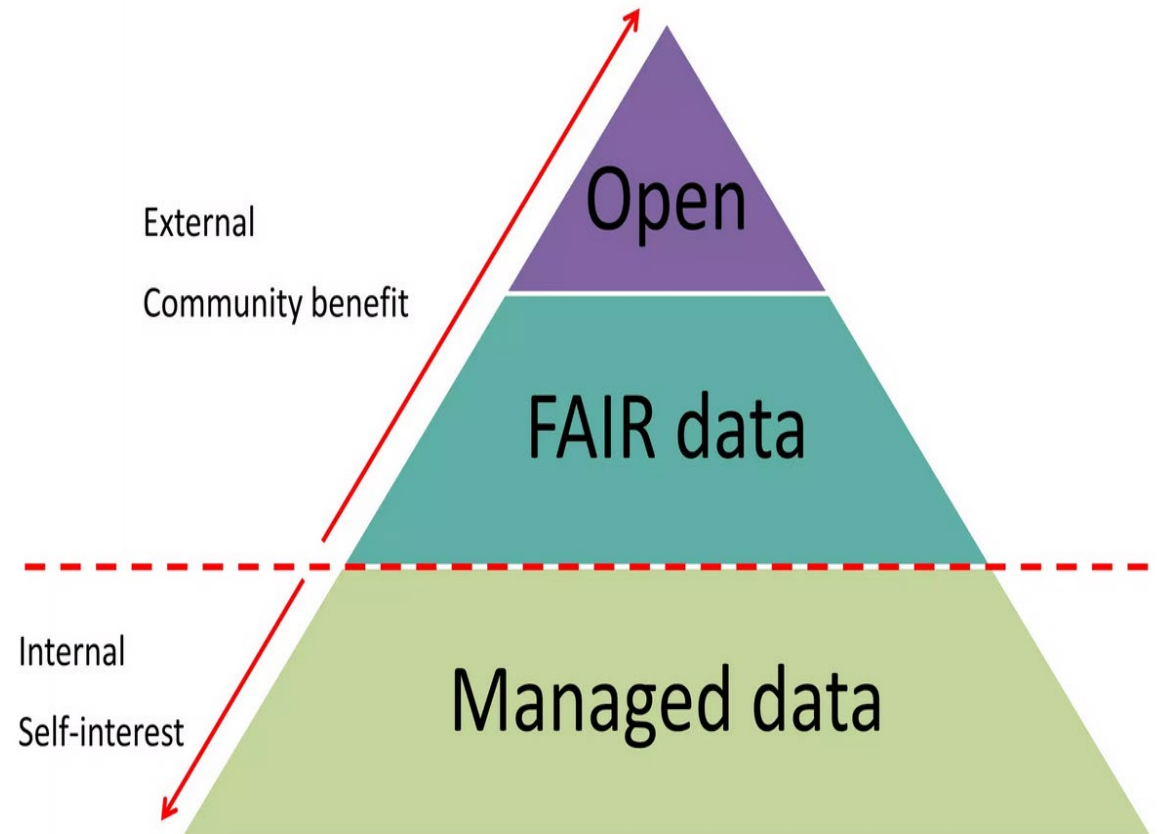 Open
External
Community benefit
FAIR data
Internal
Self-interest
Managed data